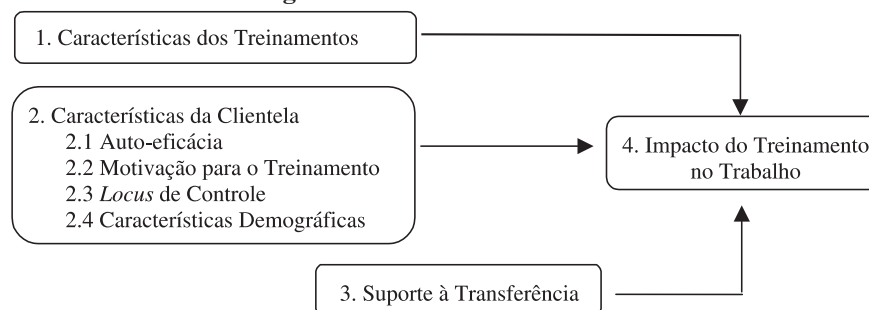 1. Características dos Treinamentos
2. Características da Clientela
2.1 Auto-eficácia
2.2 Motivação para o Treinamento
2.3 Locus de Controle
2.4 Características Demográficas
4. Impacto do Treinamento
no Trabalho
3. Suporte à Transferência